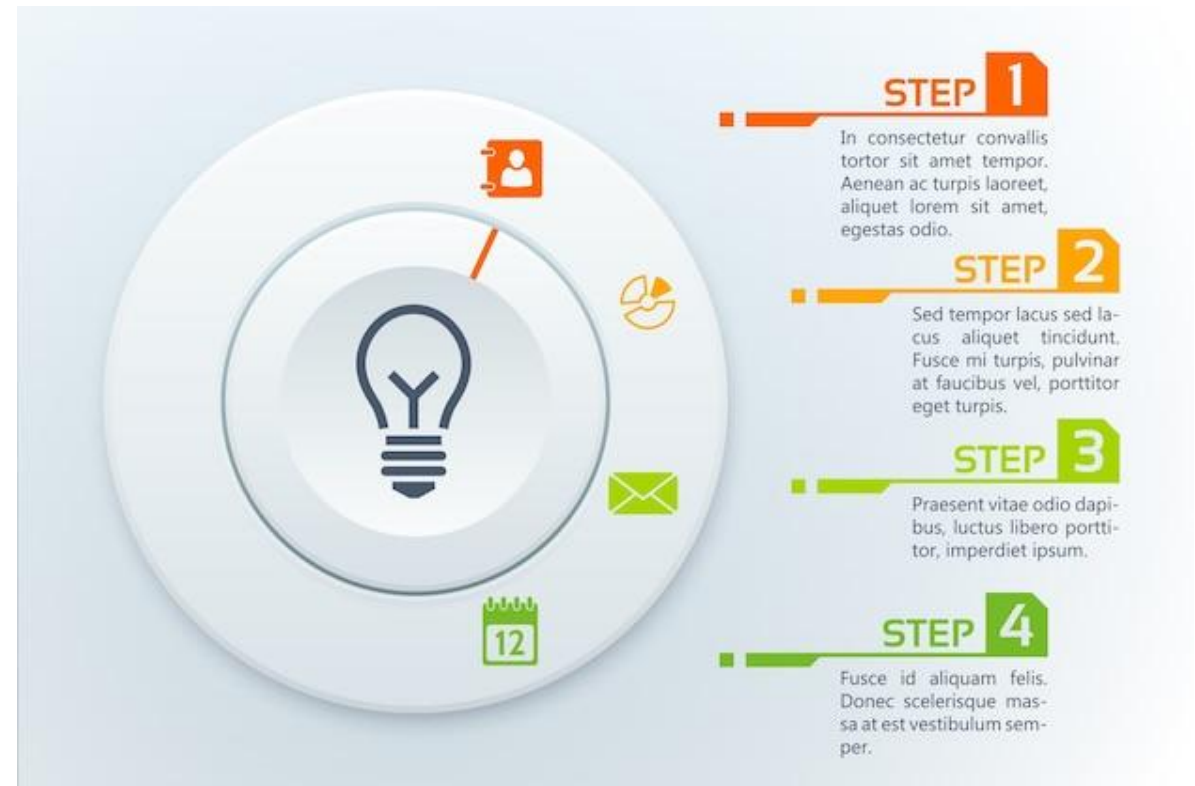 STEP 1
In consectetur convallis
tortor sit amet tempor.
Aenean ac turpis laoreet,
aliquet lorem sit amet,
egestas odio.
STEP 2
Sed tempor lacus sed la-
cus aliquet tincidunt.
Fusce mi turpis, pulvinar
at faucibus vel, porttitor
eget turpis.
STEP 3
Praesent vitae odio dapi-
bus, luctus libero portti-
tor, imperdiet ipsum.
12
STEP 4
Fusce id aliquam felis.
Donec scelerisque mas-
sa at est vestibulum sem-
per.